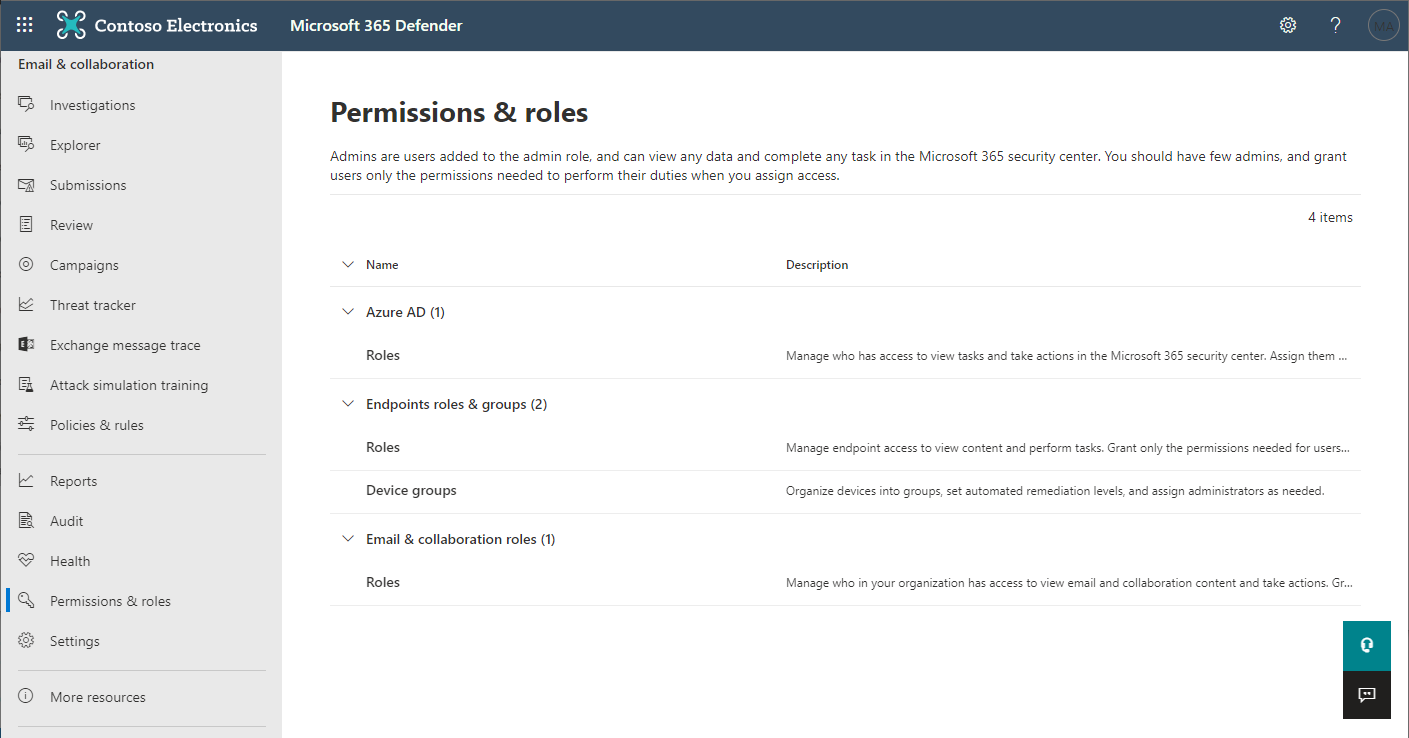 Contoso Electronics
Microsoft 365 Defender
?
MA
Email & collaboration
Investigations
Explorer
Submissions
Review
Campaigns
Threat tracker
Exchange message trace
Attack simulation training
Policies & rules
Reports
Audit
Health
Permissions & roles
Settings
More resources
Permissions & roles
Admins are users added to the admin role, and can view any data and complete any task in the Microsoft 365 security center. You should have few admins, and grant
users only the permissions needed to perform their duties when you assign access.
4 items
Name Description
Azure AD (1)
Roles Manage who has access to view tasks and take actions in the Microsoft 365 security center. Assign them ...
Endpoints roles & groups (2)
Roles Manage endpoint access to view content and perform tasks. Grant only the permissions needed for users...
Device groups Organize devices into groups, set automated remediation levels, and assign administrators as needed.
Email & collaboration roles (1)
Roles Manage who in your organization has access to view email and collaboration content and take actions. Gr...